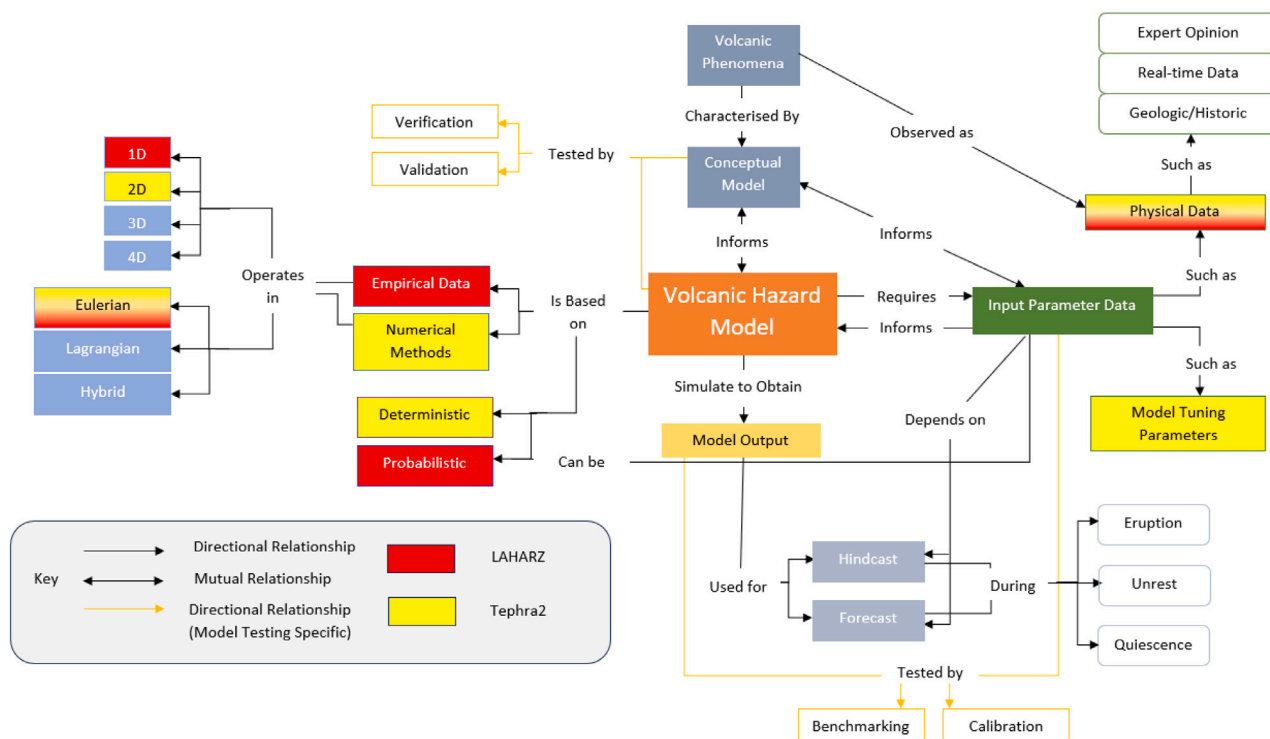 Volcanic
Phenomena
Expert Opinion
Real-time Data
Geologic/Historic
Characterised By
Observed as
Verification
Validation
Tested by
Conceptual
Model
Such as
Physical Data
1D
2D
3D
4D
Informs
Informs
Such as
Operates
in
Empirical Data
Numerical
Methods
Is Based
on
Volcanic Hazard
Model
Requires
Informs
Input Parameter Data
Eulerian
Lagrangian
Hybrid
Simulate to Obtain
Such as
Deterministic
Probabilistic
Can be
Model Output
Depends on
Model Tuning
Parameters
Key
Directional Relationship
Mutual Relationship
Directional Relationship
(Model Testing Specific)
LAHARZ
Tephra2
Used for
Hindcast
Forecast
During
Eruption
Unrest
Quiescence
Tested by
Benchmarking
Calibration